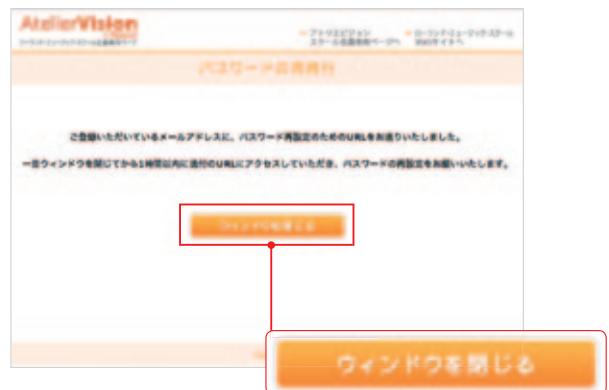 AtelierVision
パスワードの再発行
ご登録いただいているメールアドレスに、パスワード再設定のためのURLをお送りいたしました。
一旦ウィンドウを閉じてから1時間以内に送付のURLにアクセスしていただき、パスワードの再設定をお願いいたします。
ウィンドウを閉じる
ウィンドウを閉じる